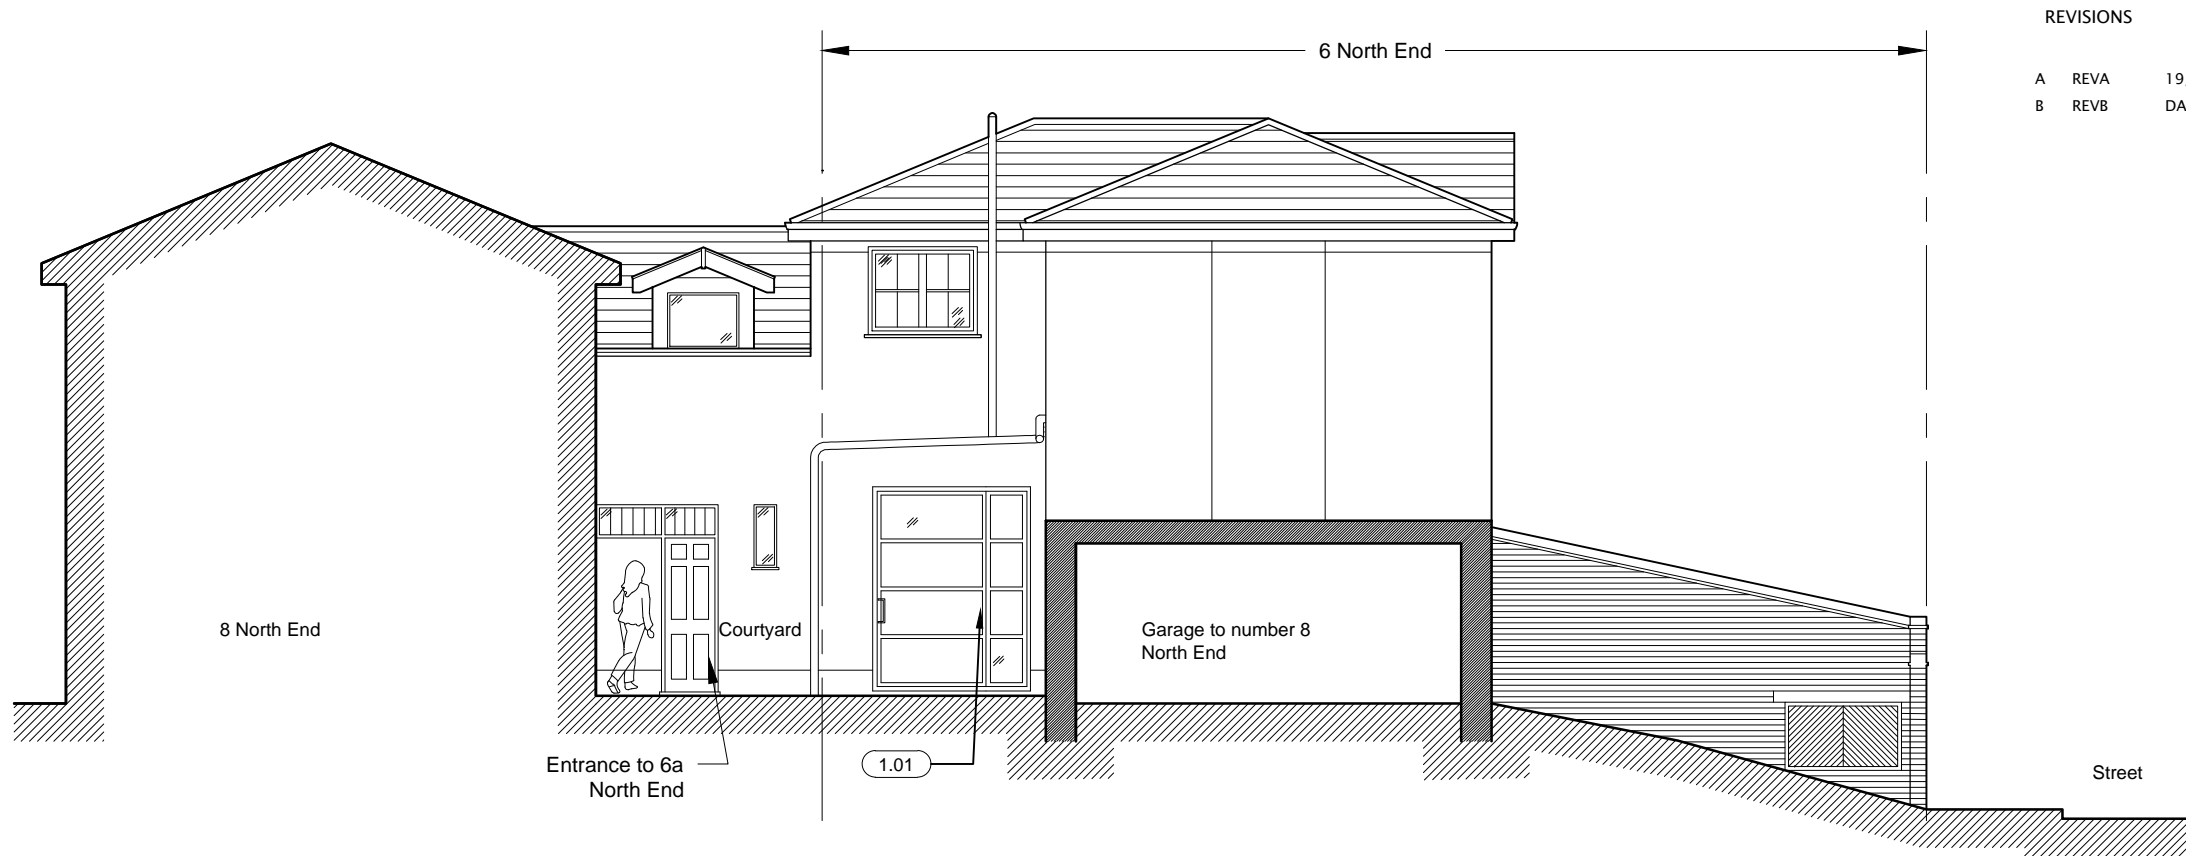 REVISIONS
6 North End
A REVA 19,
B REVB DA
8 North End
Courtyard
Garage to number 8
North End
Entrance to 6a
North End
1.01
Street